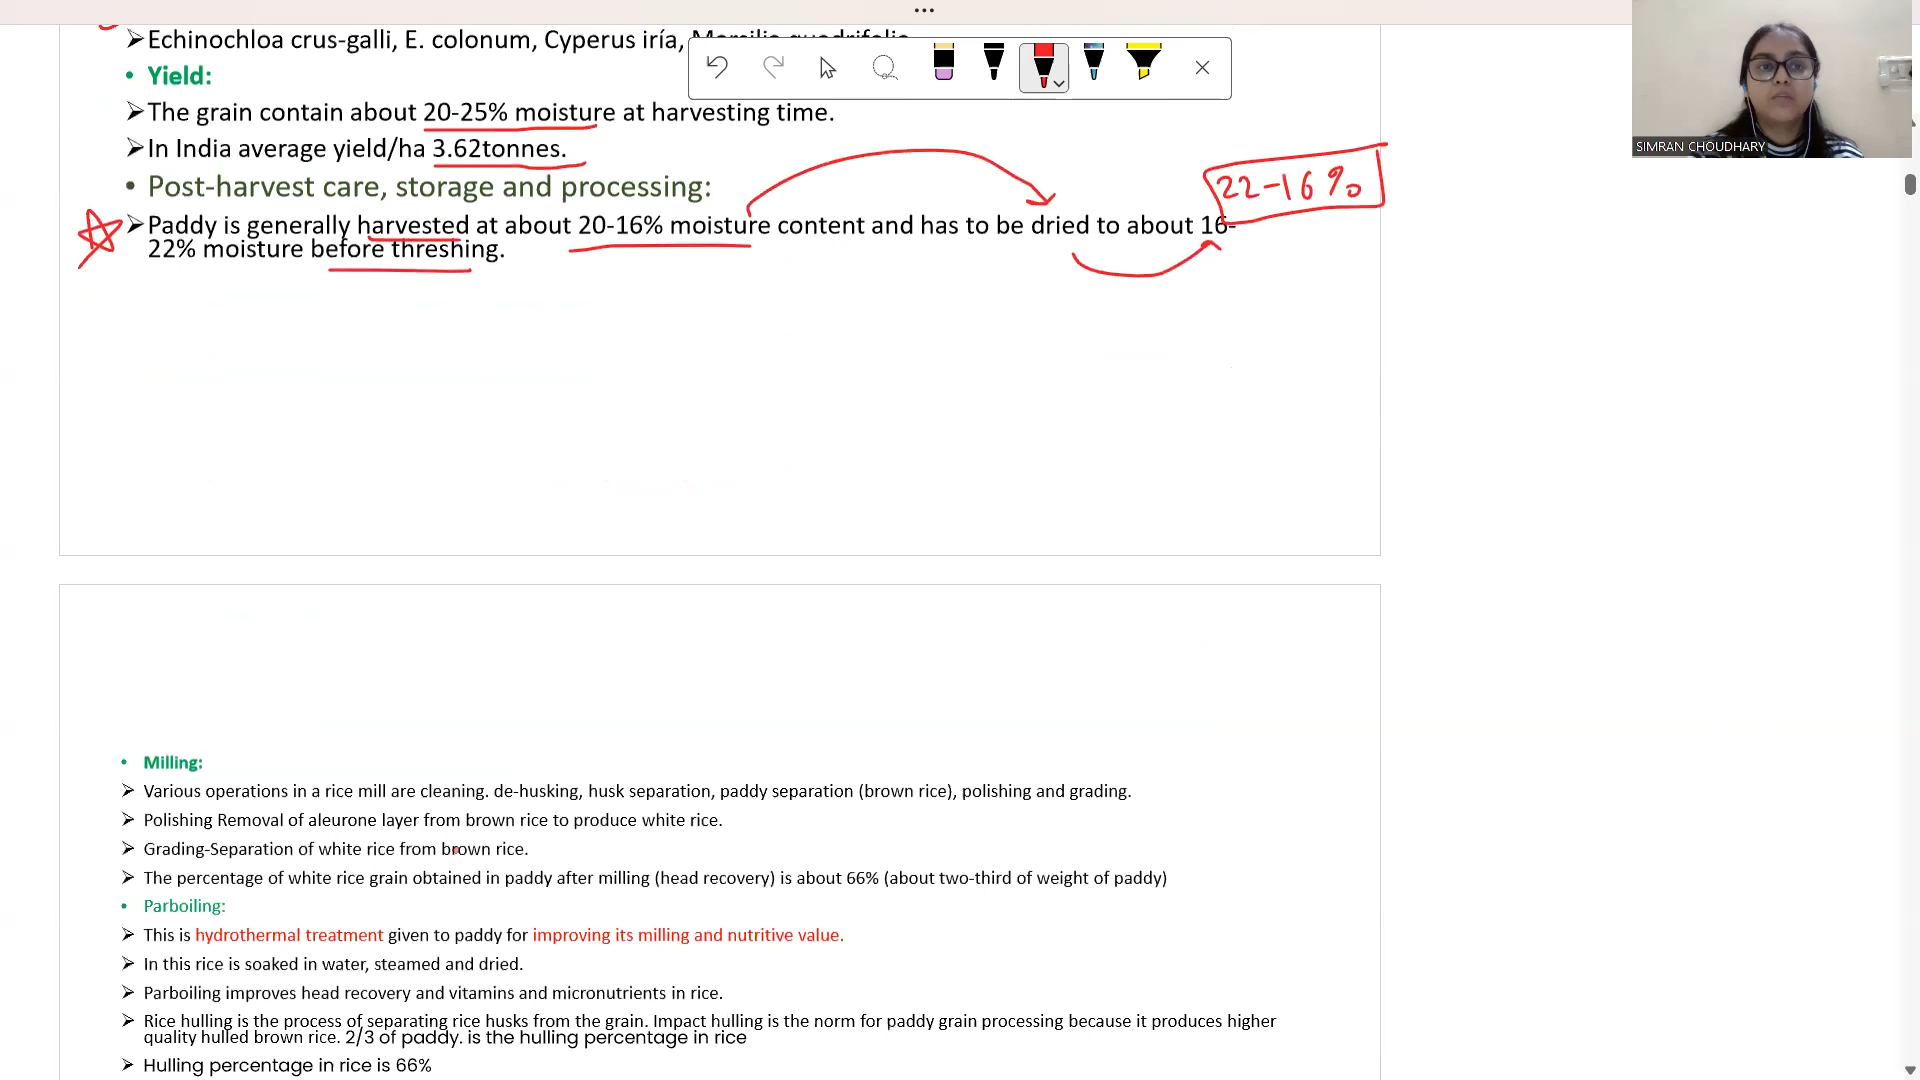 ➤Echinochloa crus-galli, E. colonum, Cyperus iría,
• Yield:
➤The grain contain about 20-25% moisture at harvesting time.
➤In India average yield/ha 3.62tonnes.
• Post-harvest care, storage and processing:
22-16%
➤Paddy is generally harvested at about 20-16% moisture content and has to be dried to about 16-
22% moisture before threshing.
SIMRAN CHOUDHARY
• Milling:
➤ Various operations in a rice mill are cleaning. de-husking, husk separation, paddy separation (brown rice), polishing and grading.
➤ Polishing Removal of aleurone layer from brown rice to produce white rice.
➤ Grading-Separation of white rice from brown rice.
➤ The percentage of white rice grain obtained in paddy after milling (head recovery) is about 66% (about two-third of weight of paddy)
• Parboiling:
➤ This is hydrothermal treatment given to paddy for improving its milling and nutritive value.
➤ In this rice is soaked in water, steamed and dried.
➤ Parboiling improves head recovery and vitamins and micronutrients in rice.
➤ Rice hulling is the process of separating rice husks from the grain. Impact hulling is the norm for paddy grain processing because it produces higher
quality hulled brown rice. 2/3 of paddy. is the hulling percentage in rice
➤ Hulling percentage in rice is 66%